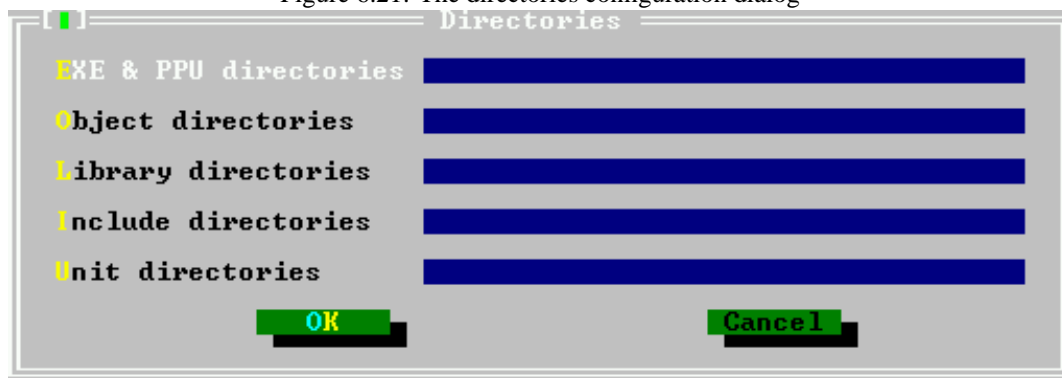 Figure 6.21: The directories configuration dialog
[ ] Directories
EXE & PPU directories
Object directories
Library directories
Include directories
Unit directories
OK Cancel